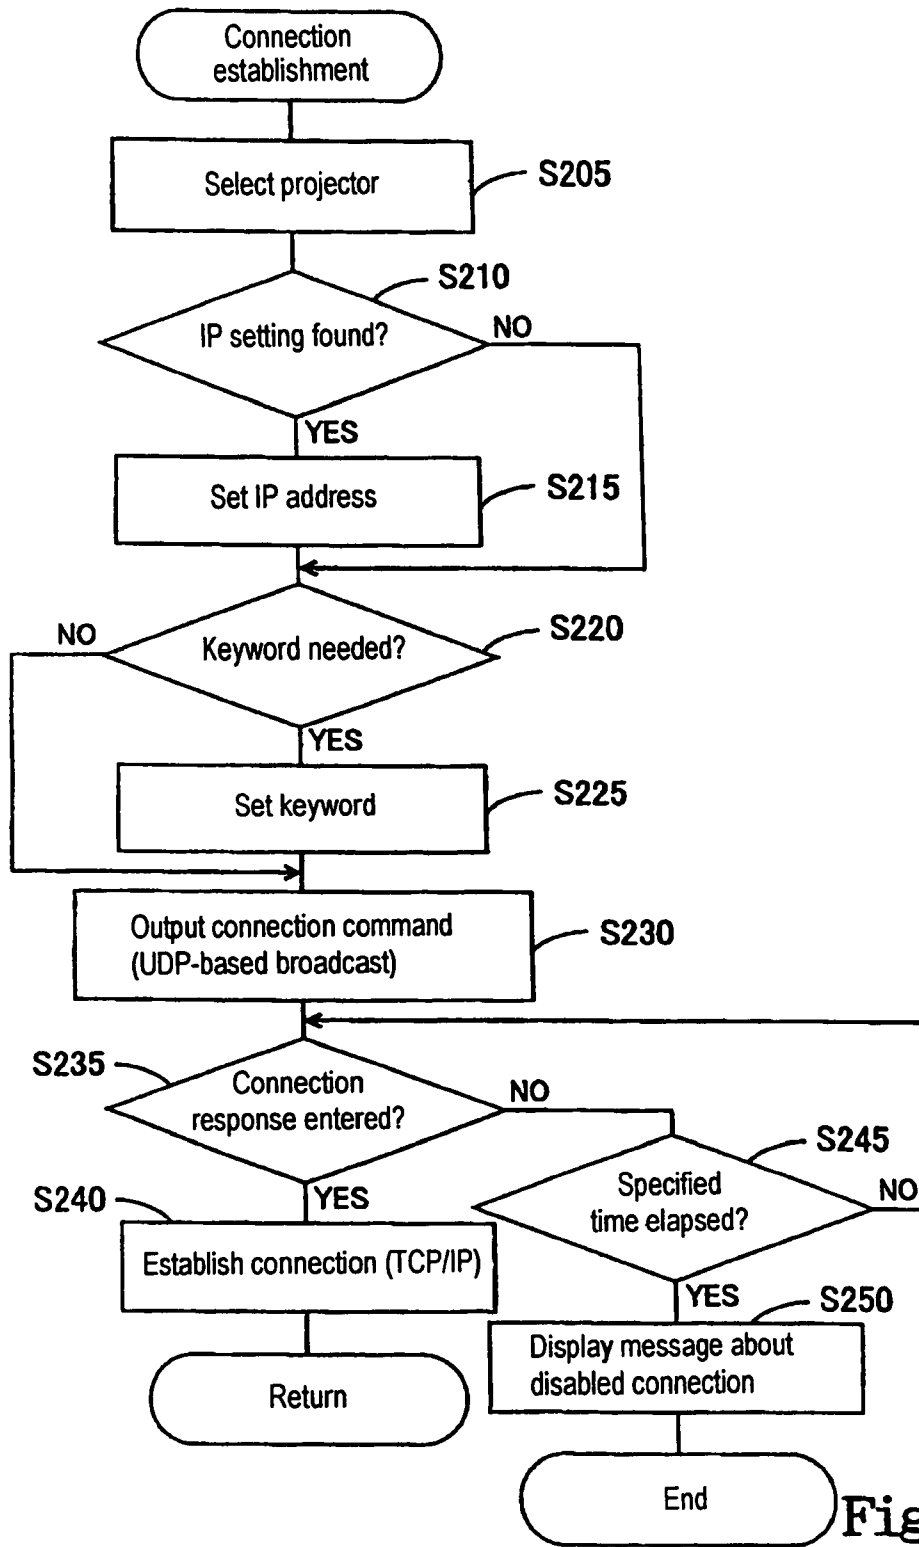 Connection
establishment
Select projector
S205
S210
IP setting found?
NO
YES
Set IP address
S215
NO
Keyword needed?
S220
YES
Set keyword
S225
Output connection command
(UDP-based broadcast)
S230
S235
Connection
response entered?
NO
S245
Specified
time elapsed?
NO
S240
YES
Establish connection (TCP/IP)
YES
S250
Display message about
disabled connection
Return
End
Fig